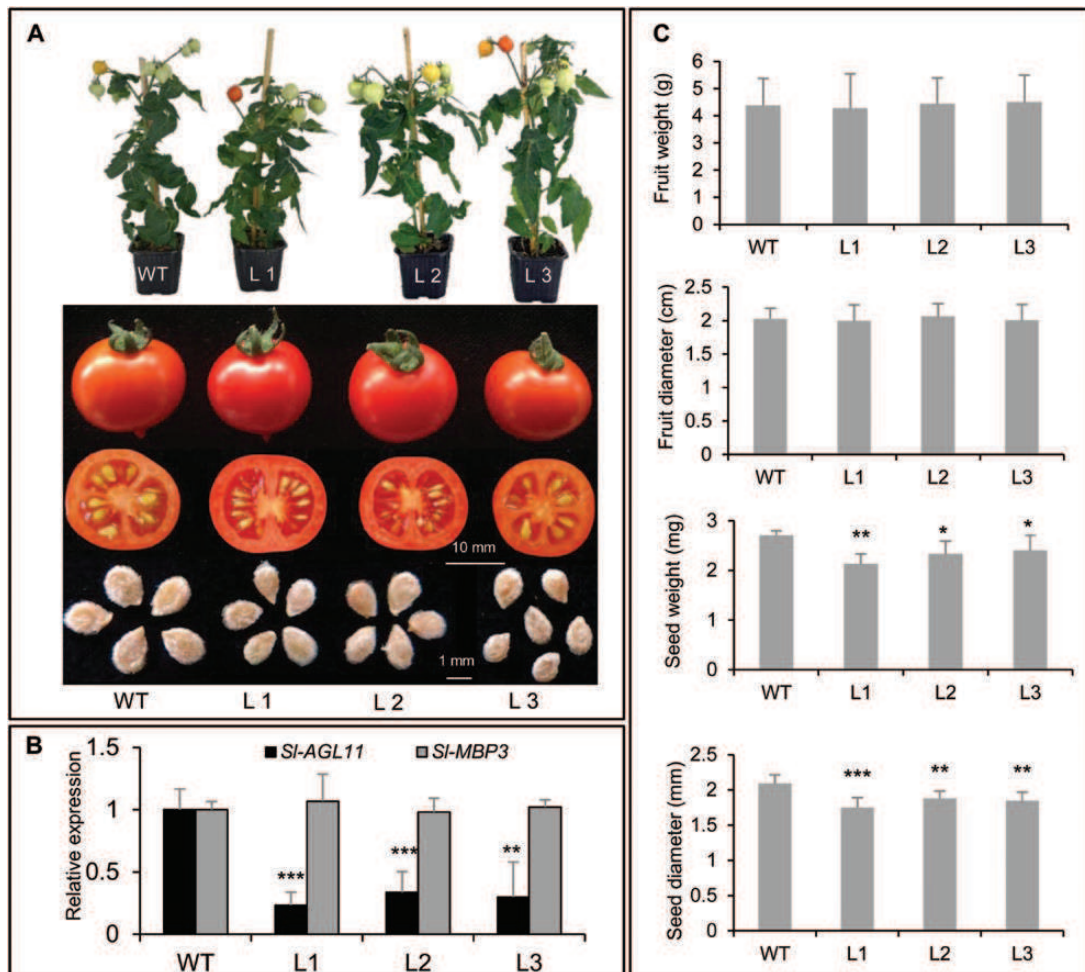 A
WT
L 1
L 2
L 3
10 mm
1 mm
WT
L 1
L 2
L 3
B
Relative expression
1.5
1
0.5
0
Sl-AGL11
Sl-MBP3
***
***
**
WT
L1
L2
L3
C
Fruit weight (g)
6
5
4
3
2
1
0
WT
L1
L2
L3
Fruit diameter (cm)
2.5
2
1.5
1
0.5
0
WT
L1
L2
L3
Seed weight (mg)
3
2
1
0
**
*
*
WT
L1
L2
L3
Seed diameter (mm)
2.5
2
1.5
1
0.5
0
***
**
**
WT
L1
L2
L3